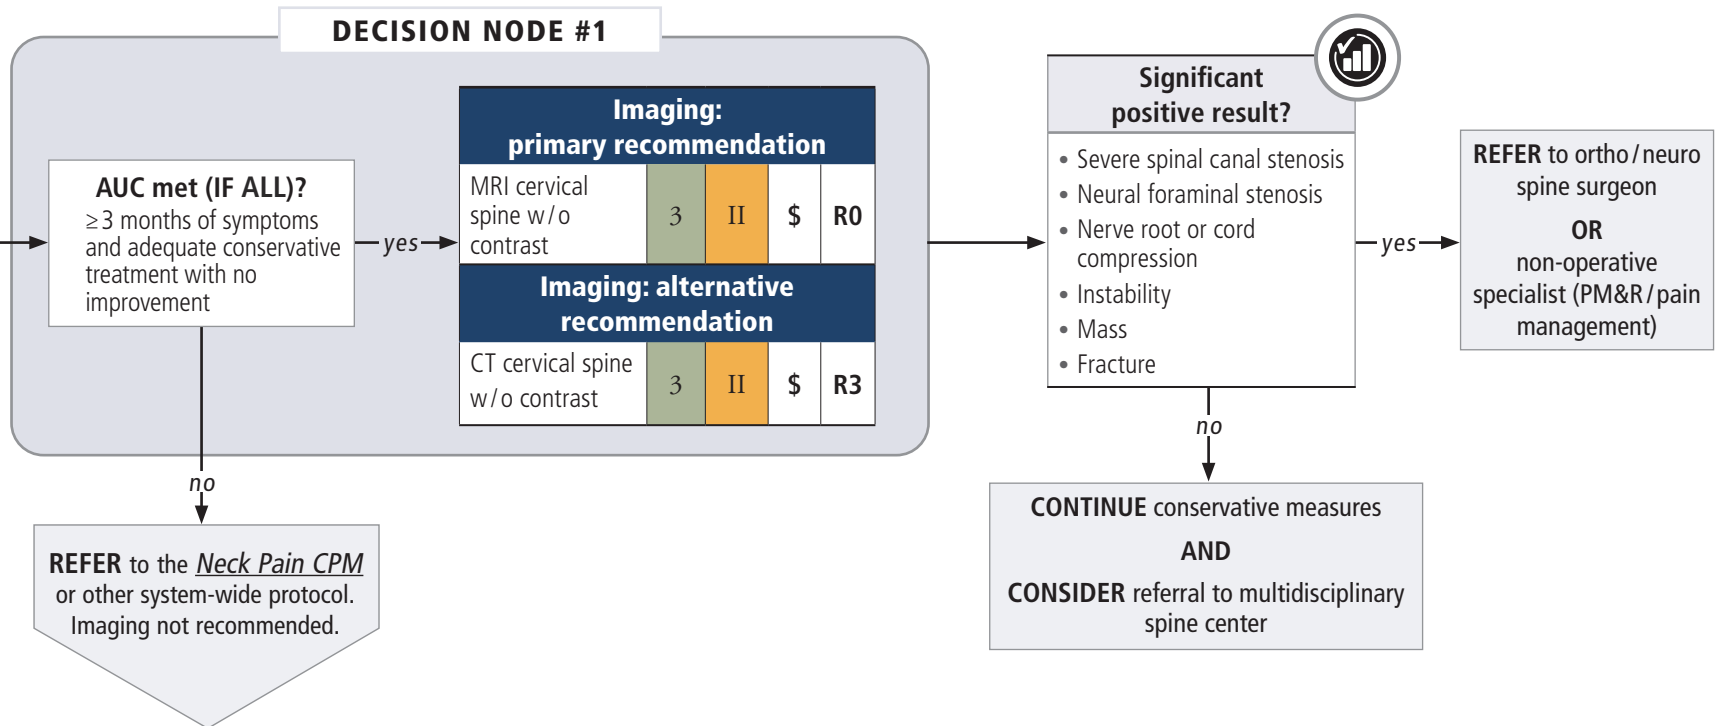 DECISION NODE #1
AUC met (IF ALL)?
≥3 months of symptoms
and adequate conservative
treatment with no
improvement
yes
Imaging:
primary recommendation
MRI cervical
spine w/o
contrast
3 II $ R0
Imaging: alternative
recommendation
CT cervical spine
w/o contrast
3 II $ R3
no
REFER to the Neck Pain CPM
or other system-wide protocol.
Imaging not recommended.
Significant
positive result?
• Severe spinal canal stenosis
• Neural foraminal stenosis
• Nerve root or cord
compression
• Instability
• Mass
• Fracture
yes
REFER to ortho/neuro
spine surgeon
OR
non-operative
specialist (PM&R/pain
management)
no
CONTINUE conservative measures
AND
CONSIDER referral to multidisciplinary
spine center